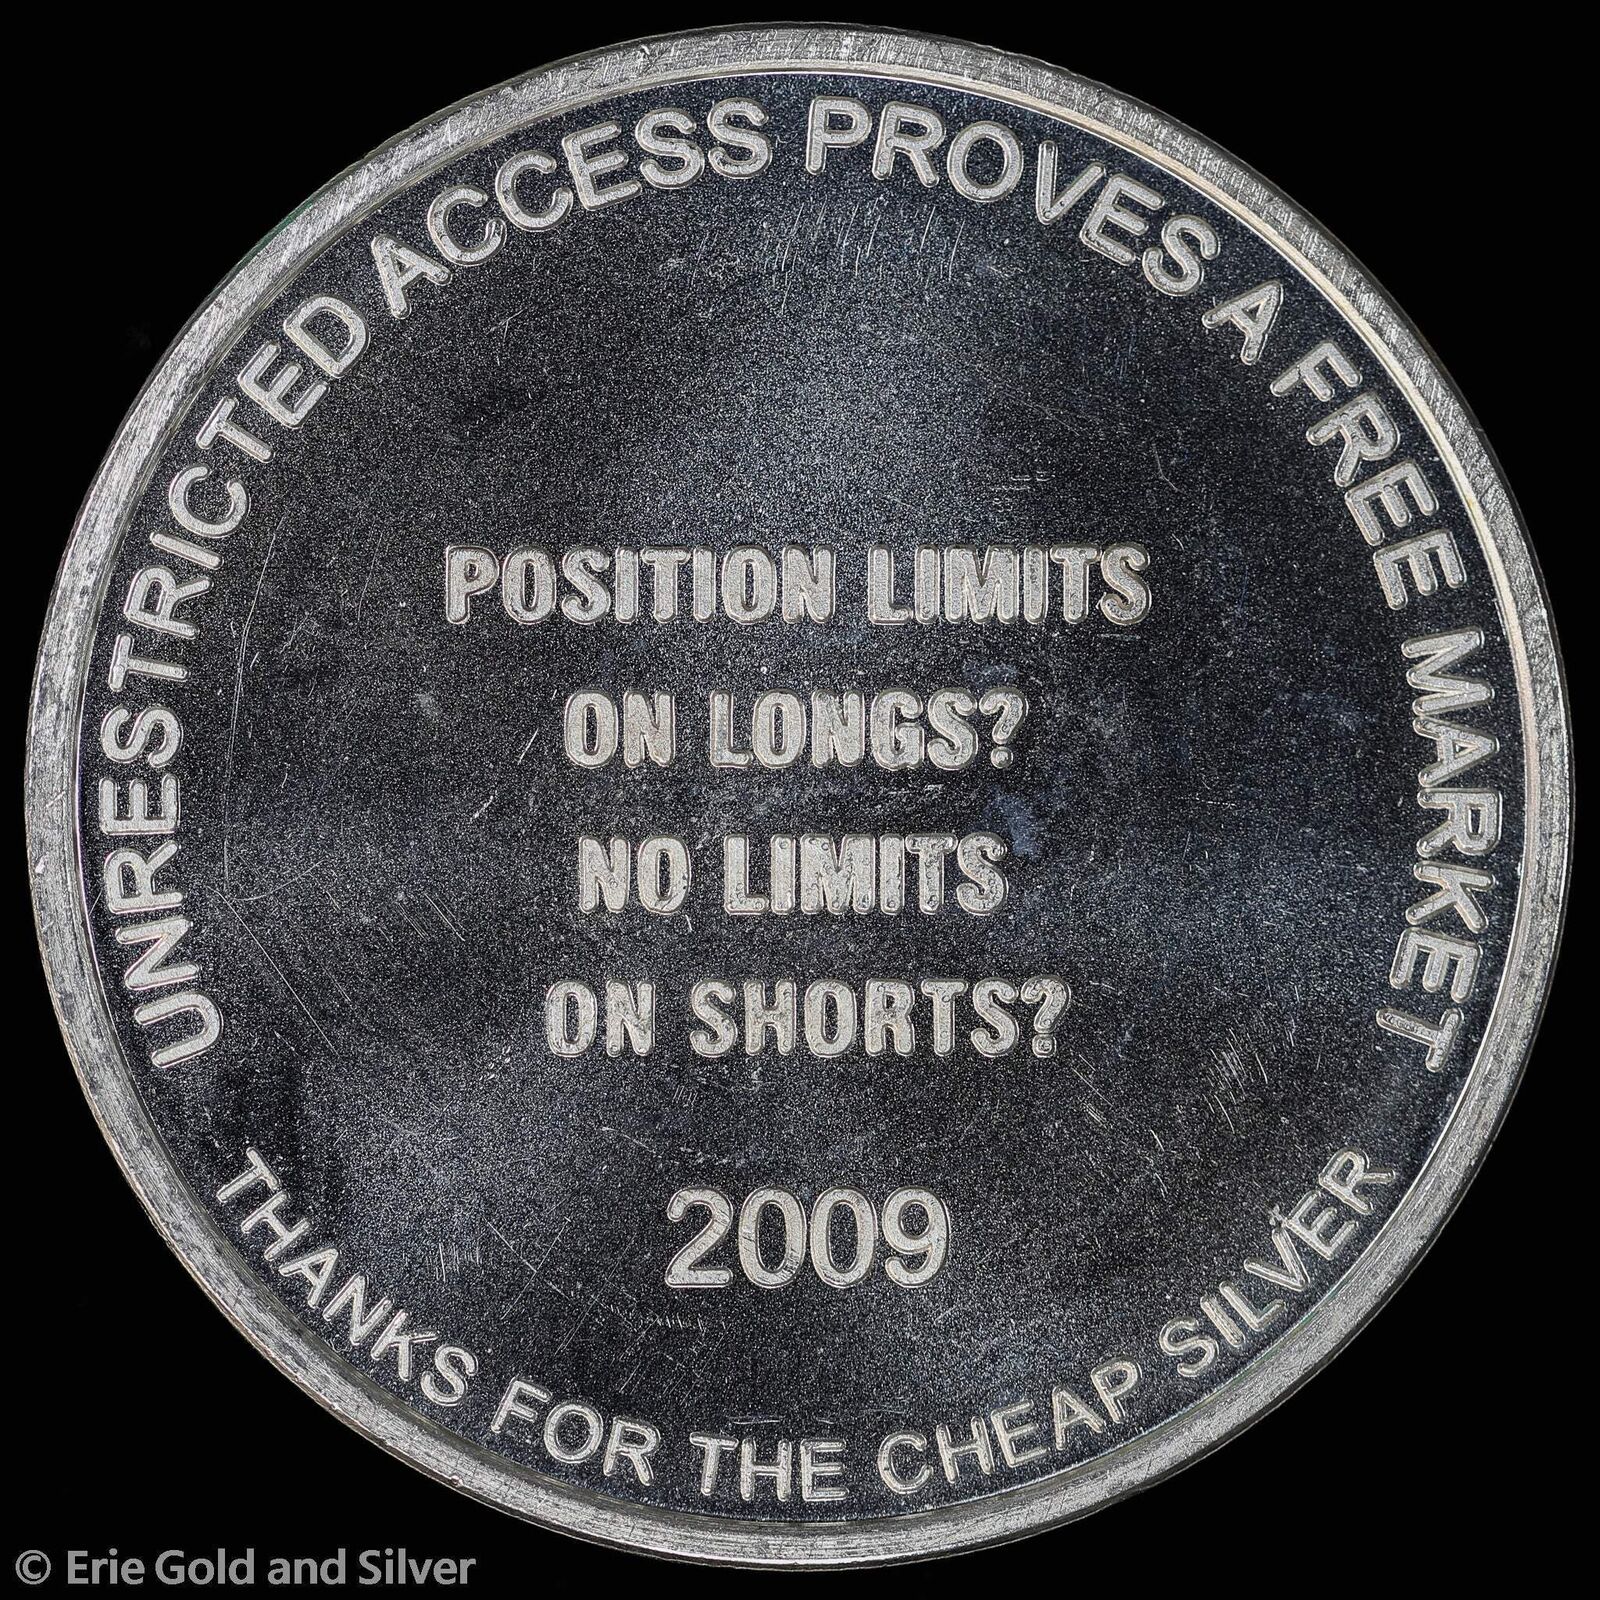 UNRESTRICTED ACCESS PROVES A FREE MARKET
POSITION LIMITS
ON LONGS?
NO LIMITS
ON SHORTS?
2009
THANKS FOR THE CHEAP SILVER
© Erie Gold and Silver